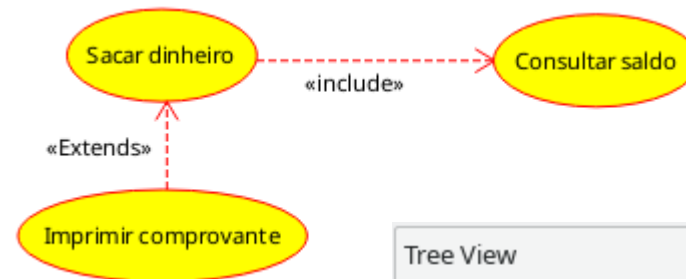 Sacar dinheiro
Consultar saldo
«include»
«Extends»
Imprimir comprovante
Tree View